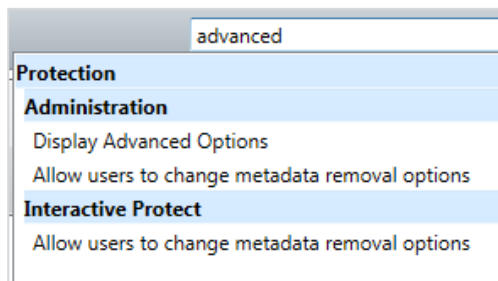 advanced
Protection
Administration
Display Advanced Options
Allow users to change metadata removal options
Interactive Protect
Allow users to change metadata removal options